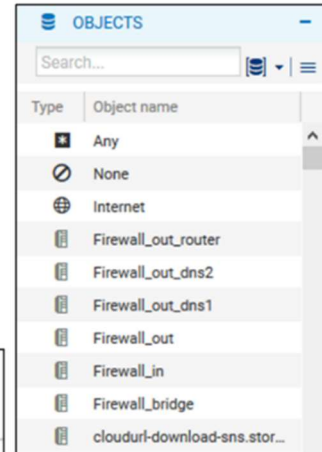 OBJECTS
Search...
Type Object name
Any
None
Internet
Firewall_out_router
Firewall_out_dns2
Firewall_out_dns1
Firewall_out
Firewall_in
Firewall_bridge
cloudurl-download-sns.stor...